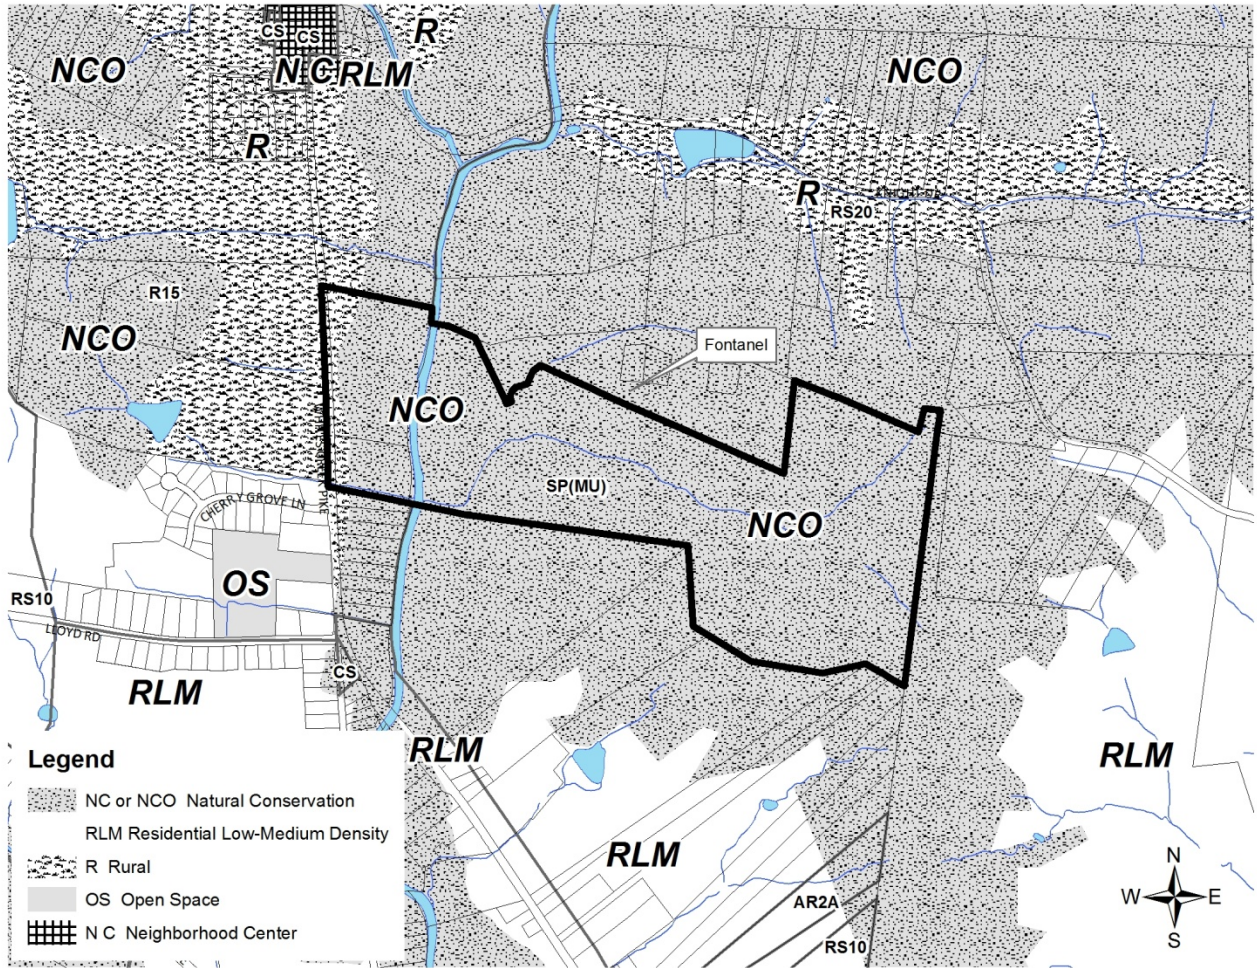 CS
CS
R
NCO
N C
RLM
NCO
R
R
KNIGHT DR
RS20
R15
NCO
Fontanel
NCO
SP(MU)
NCO
CHERRY GROVE LN
OS
RS10
LLOYD RD
CS
RLM
RLM
RLM
RLM
AR2A
RS10
Legend
NC or NCO Natural Conservation
RLM Residential Low-Medium Density
R Rural
OS Open Space
N C Neighborhood Center
N
W
E
S